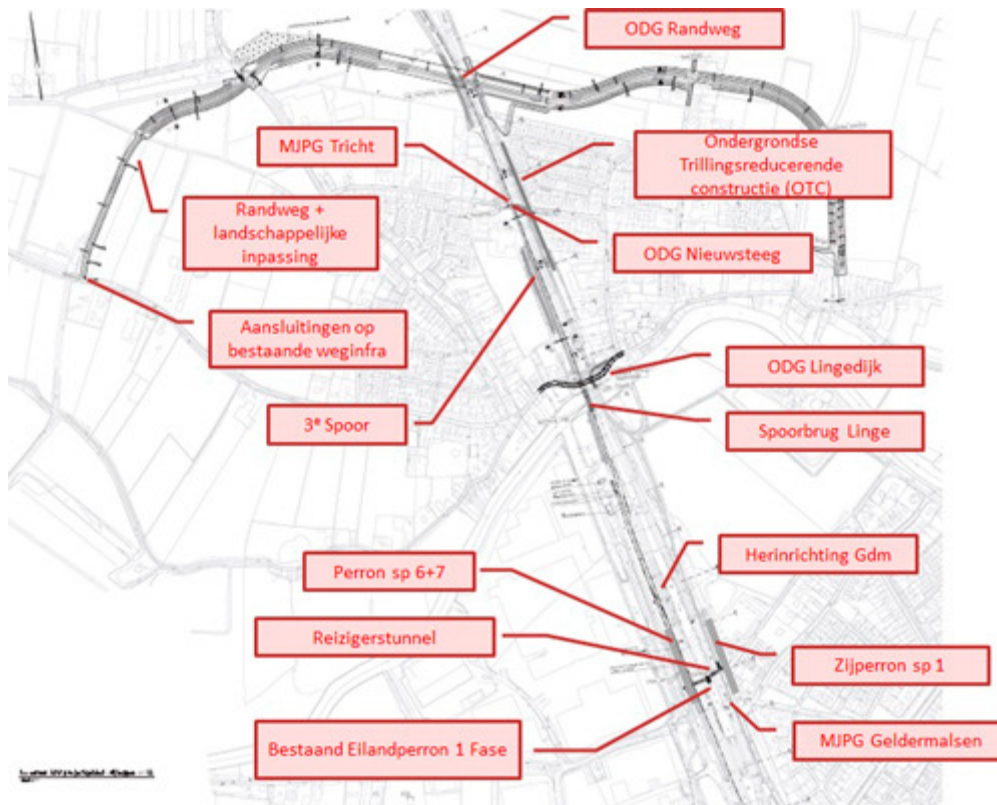 ODG Randweg
MJPG Tricht
Ondergrondse
Trillingsreducerende
constructie (OTC)
Randweg +
landschappelijke
inpassing
ODG Nieuwsteeg
Aansluitingen op
bestaande weginfra
ODG Lingedijk
3e Spoor
Spoorbrug Linge
Herinrichting Gdm
Perron sp 6+7
Reizigerstunnel
Zijperron sp 1
Bestaand Eilandperron 1 Fase
MJPG Geldermalsen